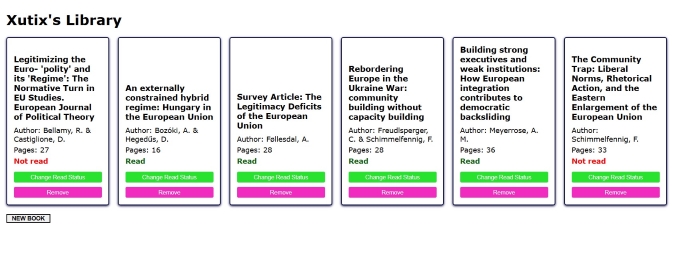 Xutix's Library
Legitimizing the
Euro- 'polity' and
its 'Regime': The
Normative Turn in
EU Studies.
European Journal
of Political Theory
Author: Bellamy, R. &
Castiglione, D.
Pages: 27
Not read
Change Read Status
Remove
An externally
constrained hybrid
regime: Hungary in
the European Union
Author: Bozóki, A. &
Hegedűs, D.
Pages: 16
Read
Change Read Status
Remove
Survey Article: The
Legitimacy Deficits
of the European
Union
Author: Follesdal, A.
Pages: 28
Read
Change Read Status
Remove
Rebordering
Europe in the
Ukraine War:
community
building without
capacity building
Author: Freudlsperger,
C. & Schimmelfennig, F.
Pages: 28
Read
Change Read Status
Remove
Building strong
executives and
weak institutions:
How European
integration
contributes to
democratic
backsliding
Author: Meyerrose, A.
M.
Pages: 36
Read
Change Read Status
Remove
The Community
Trap: Liberal
Norms, Rhetorical
Action, and the
Eastern
Enlargement of the
European Union
Author:
Schimmelfennig, F.
Pages: 33
Not read
Change Read Status
Remove
NEW BOOK